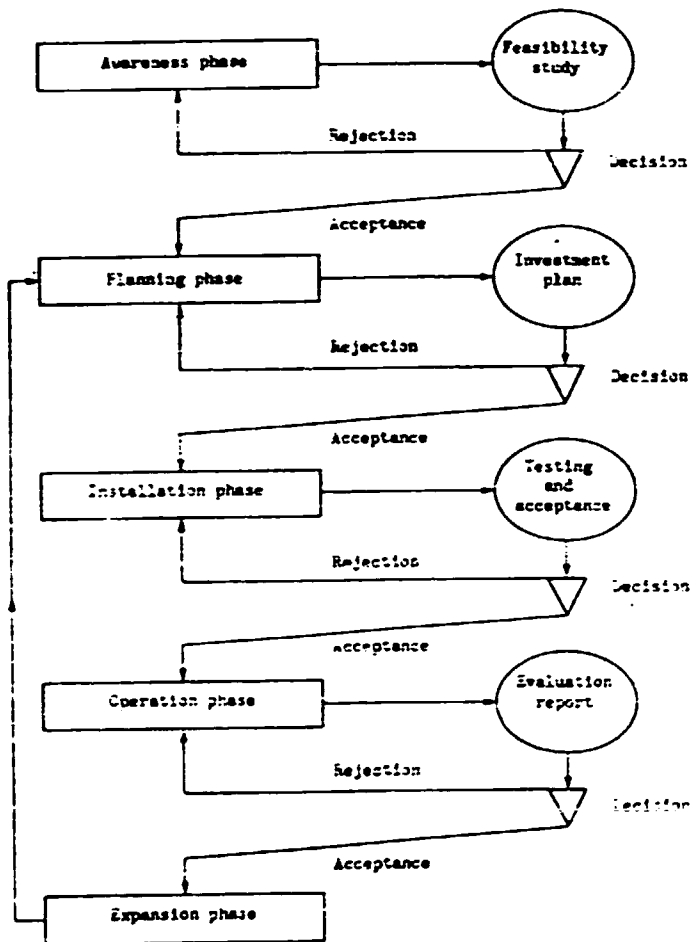 Awareness phase
Feasibility
study
Rejection
Decision
Acceptance
Planning phase
Investment
plan
Rejection
Decision
Acceptance
Installation phase
Testing
and
acceptance
Rejection
Decision
Acceptance
Operation phase
Evaluation
report
Rejection
Decision
Acceptance
Expansion phase